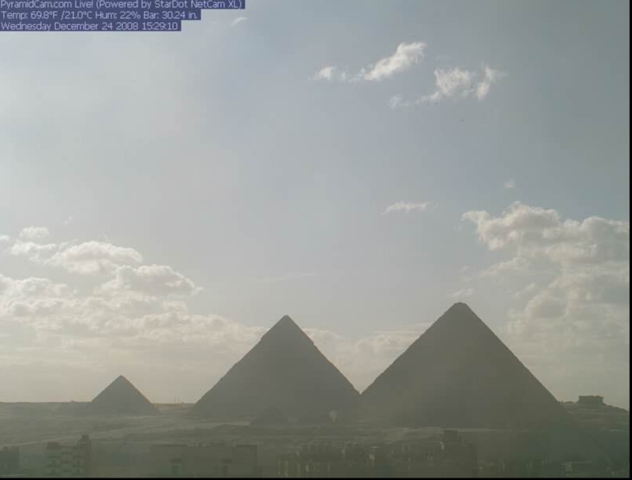 PyramidCam.com Live! (Powered by StarDot NetCam XL)
Temp: 69.8°F /21.0°C Hum: 22% Bar: 30.24 in.
Wednesday December 24 2008 15:29:10